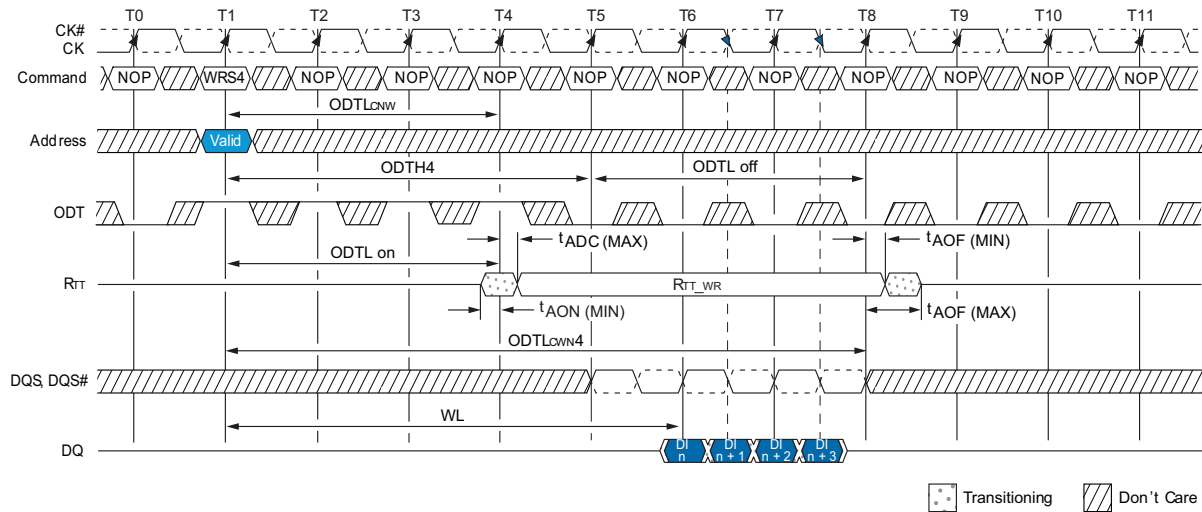 T0 T1 T2 T3 T4 T5 T6 T7 T8 T9 T10 T11
CK#
CK
Command NOP WRS4 NOP NOP NOP NOP NOP NOP NOP NOP NOP NOP
ODTLCNW
Address Valid
ODTH4 ODTL off
ODT
tADC (MAX) tAOF (MIN)
ODTL on
RTT RTT_WR
tAON (MIN) tAOF (MAX)
ODTLCWN4
DQS, DQS#
WL
DQ DI n DI n + 1 DI n + 2 DI n + 3
Transitioning Don't Care